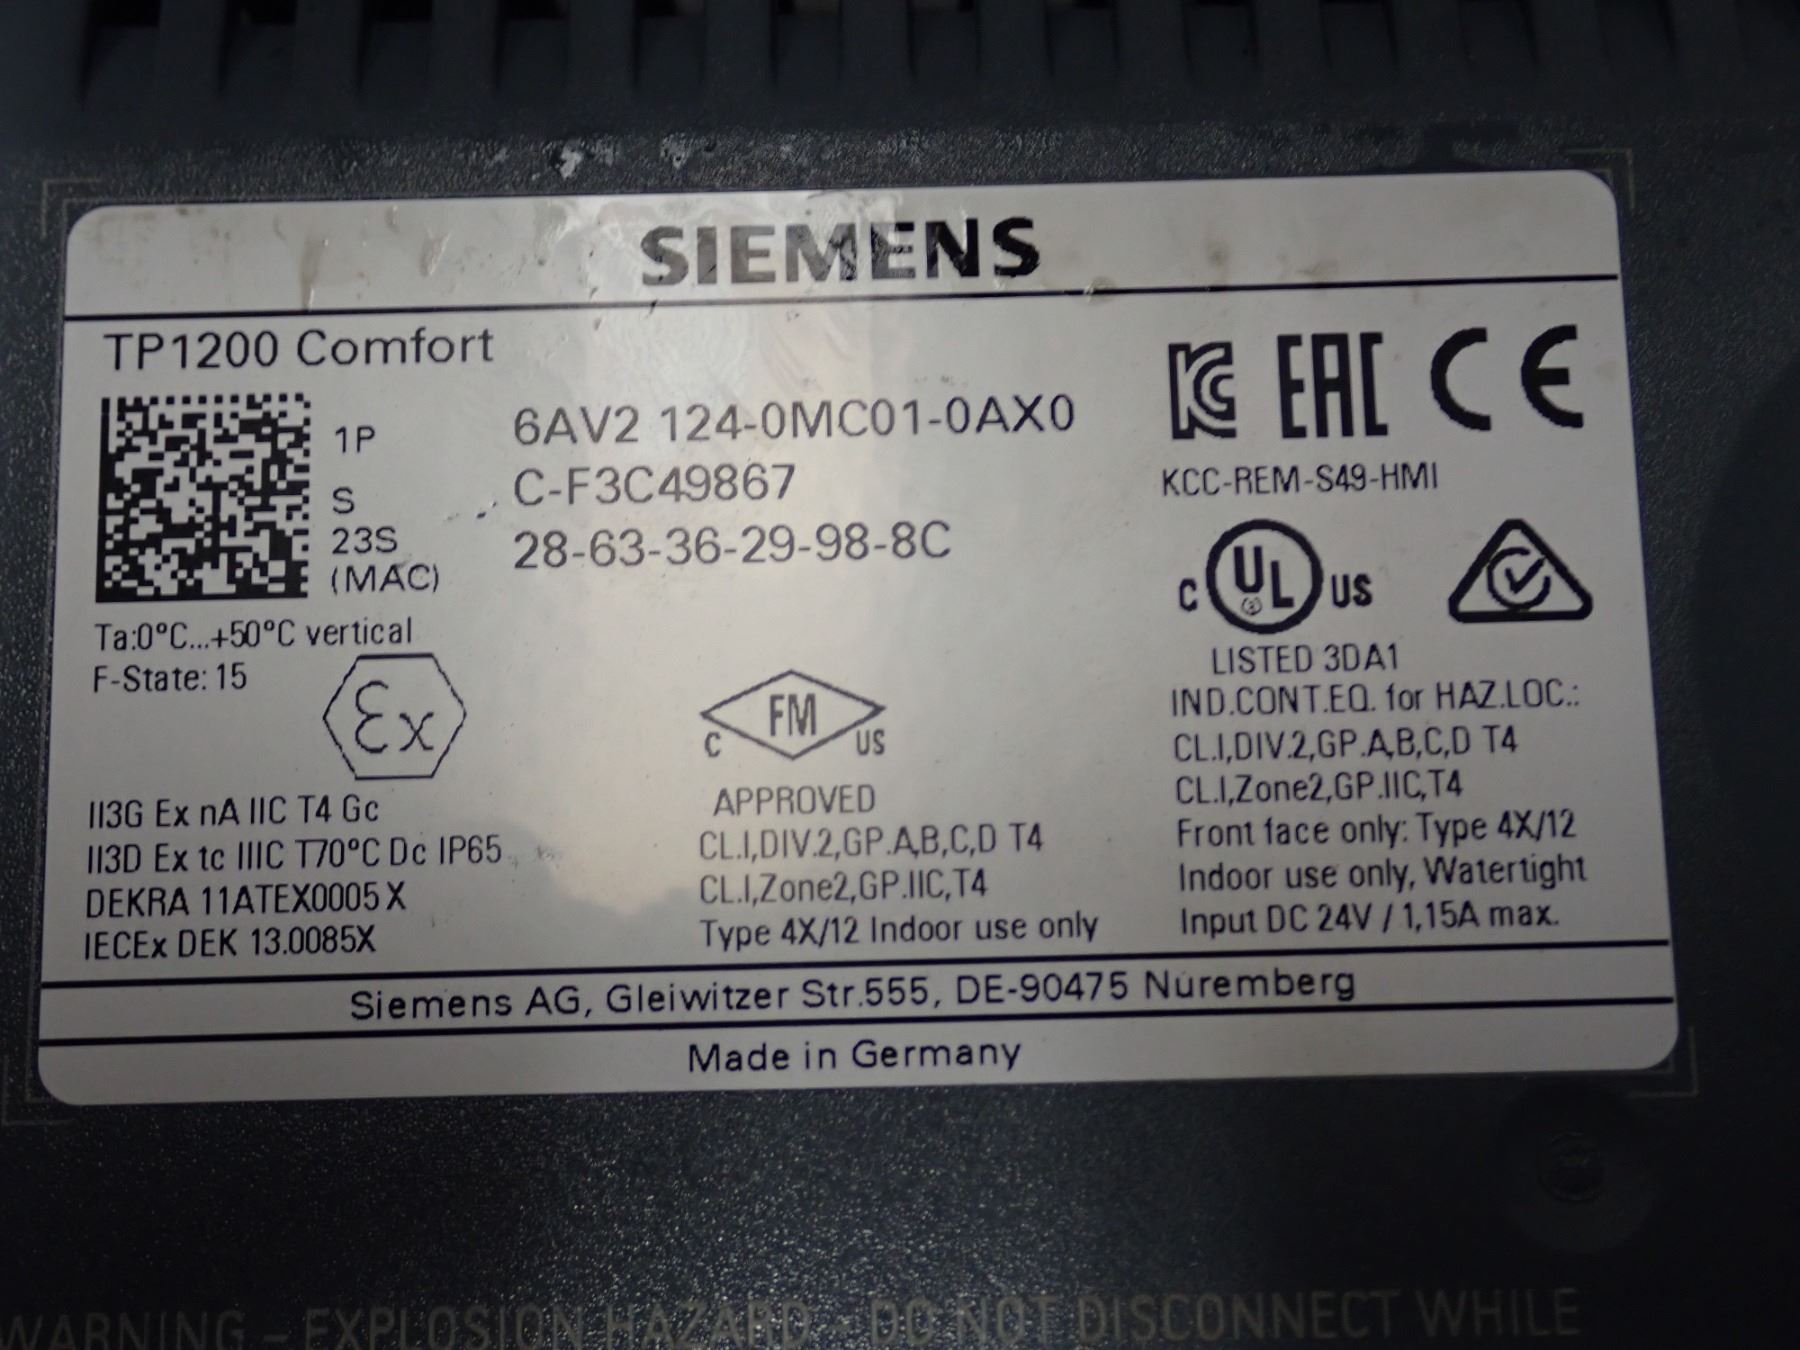 SIEMENS
TP1200 Comfort
1P 6AV2 124-0MC01-0AX0
S C-F3C49867
23S 28-63-36-29-98-8C
(MAC)
Ta:0°C...+50°C vertical
F-State: 15
Ex
II3G Ex nA IIC T4 Gc
II3D Ex tc IIIC T70°C Dc IP65
DEKRA 11ATEX0005 X
IECEx DEK 13.0085X
C FM US
APPROVED
CL.I,DIV.2,GP.A,B,C,D T4
CL.I,Zone2,GP.IIC,T4
Type 4X/12 Indoor use only
KC EAC CE
KCC-REM-S49-HMI
C UL US
LISTED 3DA1
IND.CONT.EQ. for HAZ.LOC.:
CL.I,DIV.2,GP.A,B,C,D T4
CL.I,Zone2,GP.IIC,T4
Front face only: Type 4X/12
Indoor use only, Watertight
Input DC 24V / 1,15A max.
Siemens AG, Gleiwitzer Str.555, DE-90475 Nuremberg
Made in Germany
WARNING – EXPLOSION HAZARD - DO NOT DISCONNECT WHILE